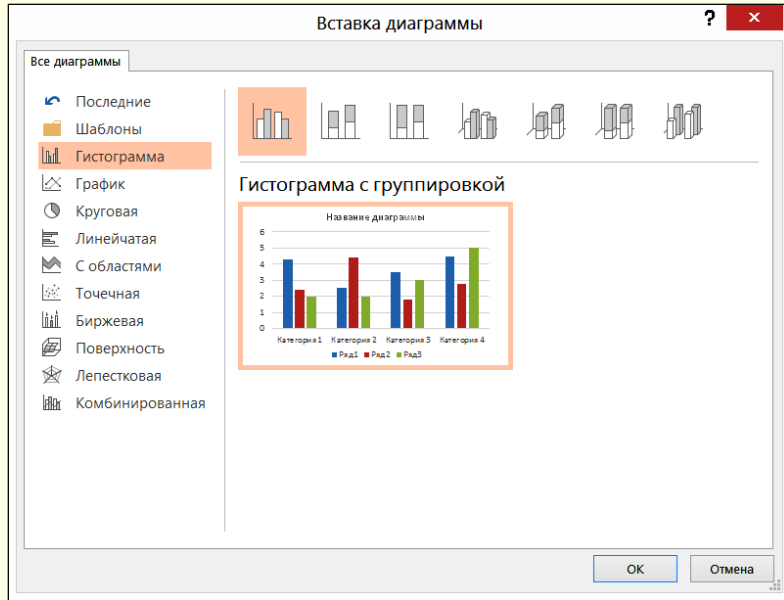 Вставка диаграммы
?
×
Все диаграммы
Последние
Шаблоны
Гистограмма
График
Круговая
Линейчатая
С областями
Точечная
Биржевая
Поверхность
Лепестковая
Комбинированная
Гистограмма с группировкой
Название диаграммы
6
5
4
3
2
1
0
Категория 1 Категория 2 Категория 3 Категория 4
Ряд1 Ряд2 Ряд3
ОК Отмена